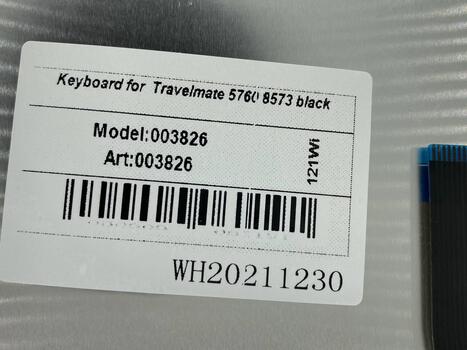 Keyboard for Travelmate 5760 8573 black
Model:003826
Art:003826
121Wi
WH20211230